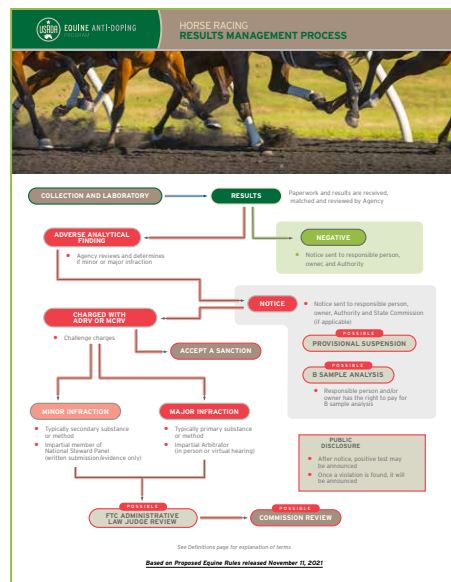 USADA
EQUINE ANTI-DOPING
PROGRAM
HORSE RACING
RESULTS MANAGEMENT PROCESS
COLLECTION AND LABORATORY
RESULTS
Paperwork and results are received,
matched and reviewed by Agency
ADVERSE ANALYTICAL
FINDING
• Agency reviews and determines
if minor or major infraction
NEGATIVE
• Notice sent to responsible person,
owner, and Authority
NOTICE
• Notice sent to responsible person,
owner, Authority and State Commission
(if applicable)
CHARGED WITH
ADRV OR MCRV
• Challenge charges
ACCEPT A SANCTION
POSSIBLE
PROVISIONAL SUSPENSION
POSSIBLE
B SAMPLE ANALYSIS
• Responsible person and/or
owner has the right to pay for
B sample analysis
MINOR INFRACTION
• Typically secondary substance
or method
• Impartial member of
National Steward Panel
(written submission/evidence only)
MAJOR INFRACTION
• Typically primary substance
or method
• Impartial Arbitrator
(in person or virtual hearing)
PUBLIC
DISCLOSURE
• After notice, positive test may
be announced
• Once a violation is found, it will
be announced
POSSIBLE
FTC ADMINISTRATIVE
LAW JUDGE REVIEW
POSSIBLE
COMMISSION REVIEW
See Definitions page for explanation of terms
Based on Proposed Equine Rules released November 11, 2021